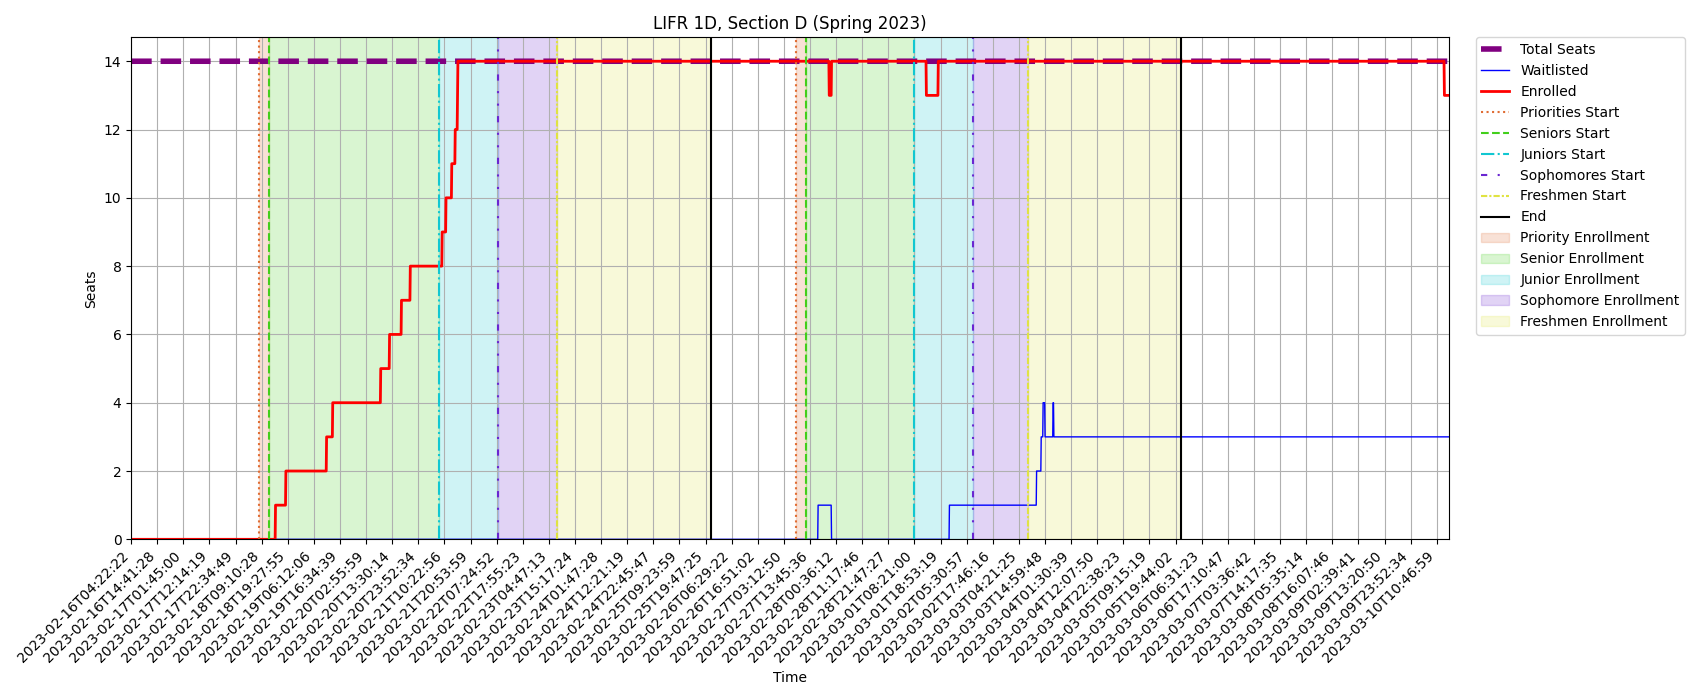 LIFR 1D, Section D (Spring 2023)
Seats
14
12
10
8
6
4
2
0
2023-02-16T04:22:22
2023-02-16T14:41:28
2023-02-17T01:45:00
2023-02-17T12:14:19
2023-02-17T22:34:49
2023-02-18T09:10:28
2023-02-18T19:27:55
2023-02-19T06:12:06
2023-02-19T16:34:39
2023-02-20T02:55:59
2023-02-20T13:30:14
2023-02-20T23:52:34
2023-02-21T10:22:56
2023-02-21T20:53:59
2023-02-22T07:24:52
2023-02-22T17:55:23
2023-02-23T04:47:13
2023-02-23T15:17:24
2023-02-24T01:47:28
2023-02-24T12:21:19
2023-02-24T22:45:47
2023-02-25T09:23:59
2023-02-25T19:47:25
2023-02-26T06:29:22
2023-02-26T16:51:02
2023-02-27T03:12:50
2023-02-27T13:45:36
2023-02-28T00:36:12
2023-02-28T11:17:46
2023-02-28T21:47:27
2023-03-01T08:21:00
2023-03-01T18:53:19
2023-03-02T05:30:57
2023-03-02T17:46:16
2023-03-03T04:21:25
2023-03-03T14:59:48
2023-03-04T01:30:39
2023-03-04T12:07:50
2023-03-04T22:38:23
2023-03-05T09:15:19
2023-03-05T19:44:02
2023-03-06T06:31:23
2023-03-06T17:10:47
2023-03-07T03:36:42
2023-03-07T14:17:35
2023-03-08T05:35:14
2023-03-08T16:07:46
2023-03-09T02:39:41
2023-03-09T13:20:50
2023-03-09T23:52:34
2023-03-10T10:46:59
Time
Total Seats
Waitlisted
Enrolled
Priorities Start
Seniors Start
Juniors Start
Sophomores Start
Freshmen Start
End
Priority Enrollment
Senior Enrollment
Junior Enrollment
Sophomore Enrollment
Freshmen Enrollment